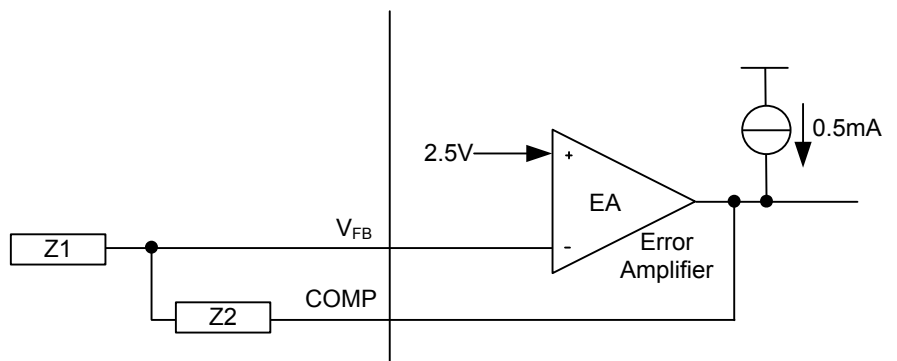 0.5mA
2.5V
+
EA
VFB
-
Error
Amplifier
Z1
COMP
Z2